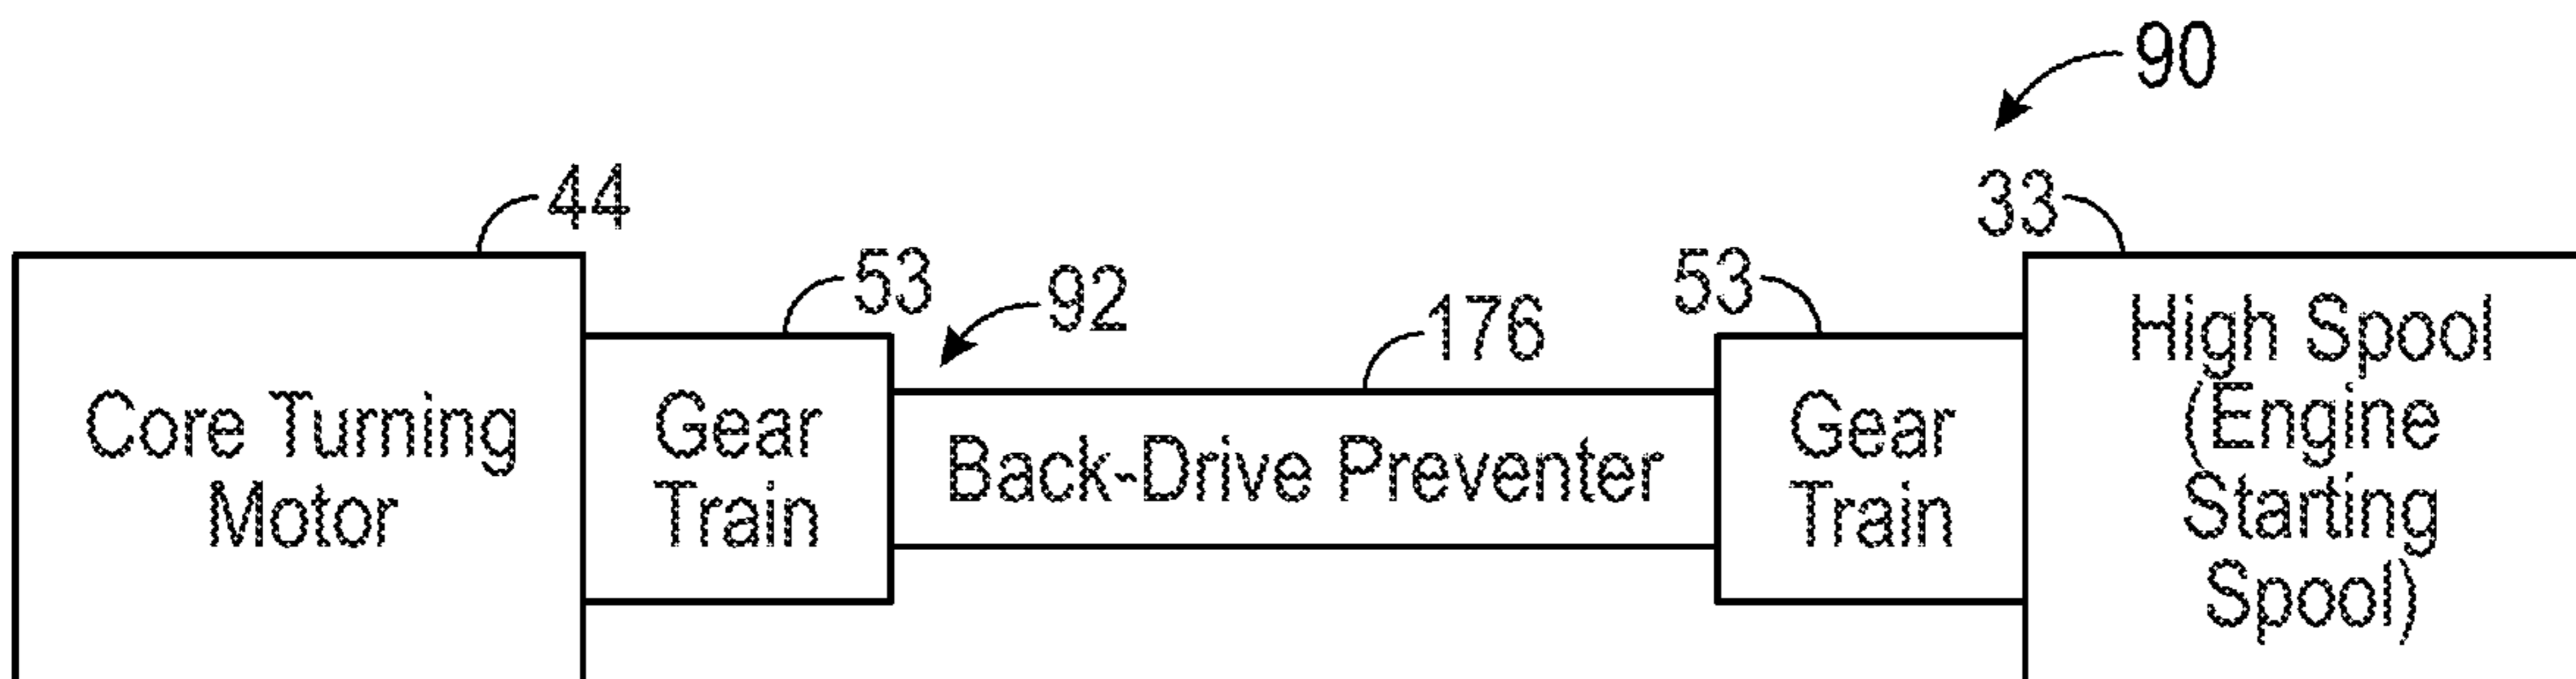 90
44
33
53
92
53
176
Core Turning
Motor
Gear
Train
Back-Drive Preventer
Gear
Train
High Spool
(Engine
Starting
Spool)